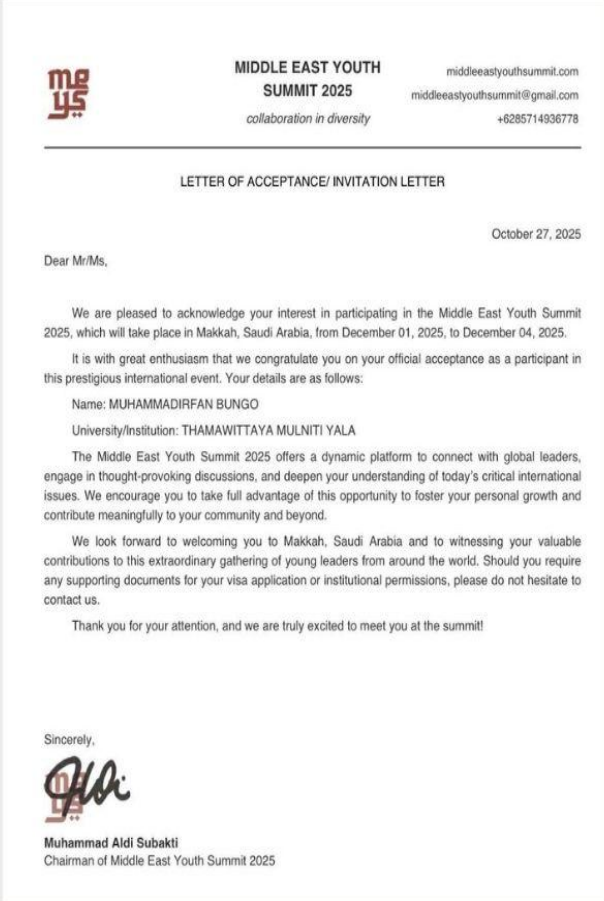 meys
MIDDLE EAST YOUTH
SUMMIT 2025
collaboration in diversity
middleeastyouthsummit.com
middleeastyouthsummit@gmail.com
+6285714936778
LETTER OF ACCEPTANCE/ INVITATION LETTER
October 27, 2025
Dear Mr/Ms,
We are pleased to acknowledge your interest in participating in the Middle East Youth Summit
2025, which will take place in Makkah, Saudi Arabia, from December 01, 2025, to December 04, 2025.
It is with great enthusiasm that we congratulate you on your official acceptance as a participant in
this prestigious international event. Your details are as follows:
Name: MUHAMMADIRFAN BUNGO
University/Institution: THAMAWITTAYA MULNITI YALA
The Middle East Youth Summit 2025 offers a dynamic platform to connect with global leaders,
engage in thought-provoking discussions, and deepen your understanding of today's critical international
issues. We encourage you to take full advantage of this opportunity to foster your personal growth and
contribute meaningfully to your community and beyond.
We look forward to welcoming you to Makkah, Saudi Arabia and to witnessing your valuable
contributions to this extraordinary gathering of young leaders from around the world. Should you require
any supporting documents for your visa application or institutional permissions, please do not hesitate to
contact us.
Thank you for your attention, and we are truly excited to meet you at the summit!
Sincerely,
Muhammad Aldi Subakti
Chairman of Middle East Youth Summit 2025